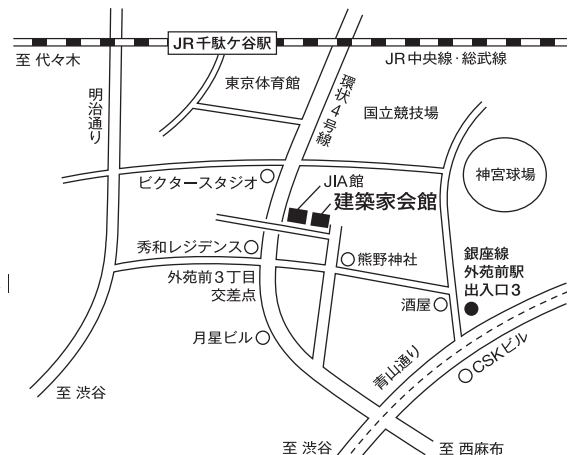 JR千駄ケ谷駅
至 代々木
JR中央線・総武線
東京体育館
環状4号線
国立競技場
明治通り
ビクタースタジオ
JIA館
建築家会館
神宮球場
秀和レジデンス
熊野神社
銀座線
外苑前駅
出入口3
外苑前3丁目
交差点
酒屋
月星ビル
青山通り
CSKビル
至 渋谷
至 渋谷
至 西麻布